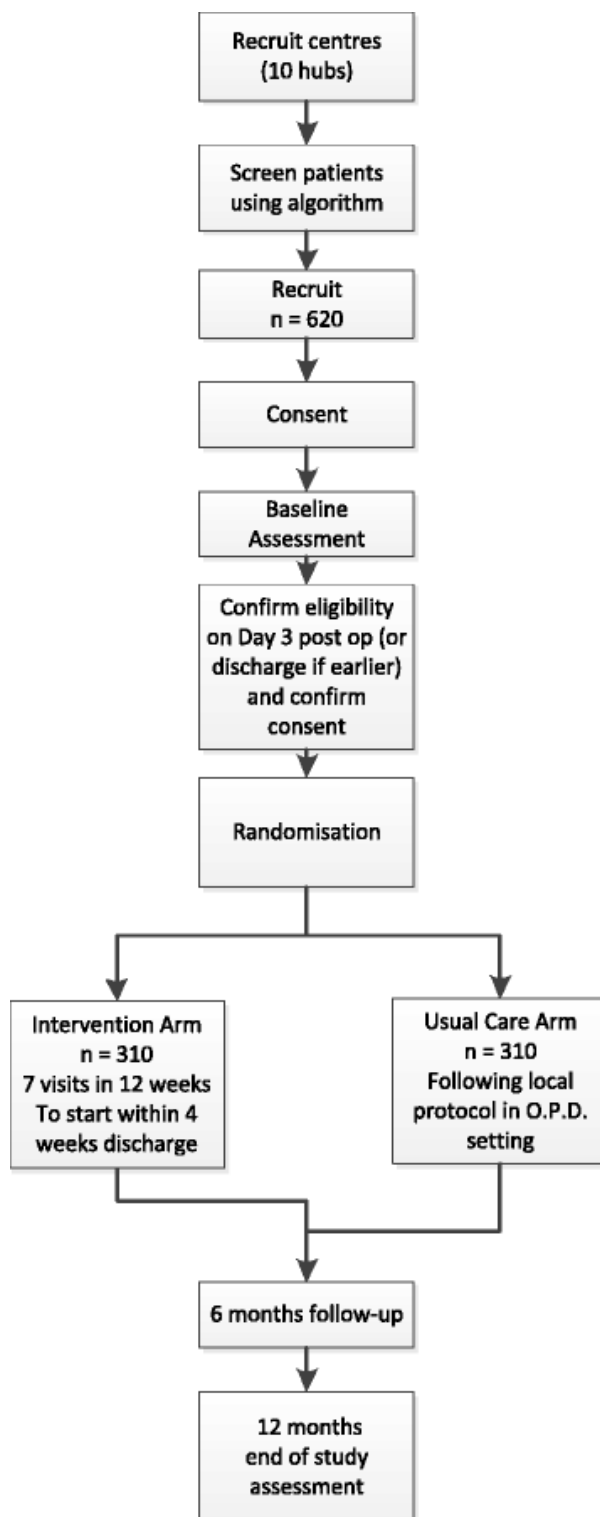 Recruit centres
(10 hubs)
Screen patients
using algorithm
Recruit
n = 620
Consent
Baseline
Assessment
Confirm eligibility
on Day 3 post op (or
discharge if earlier)
and confirm
consent
Randomisation
Intervention Arm
n = 310
7 visits in 12 weeks
To start within 4
weeks discharge
Usual Care Arm
n = 310
Following local
protocol in O.P.D.
setting
6 months follow-up
12 months
end of study
assessment